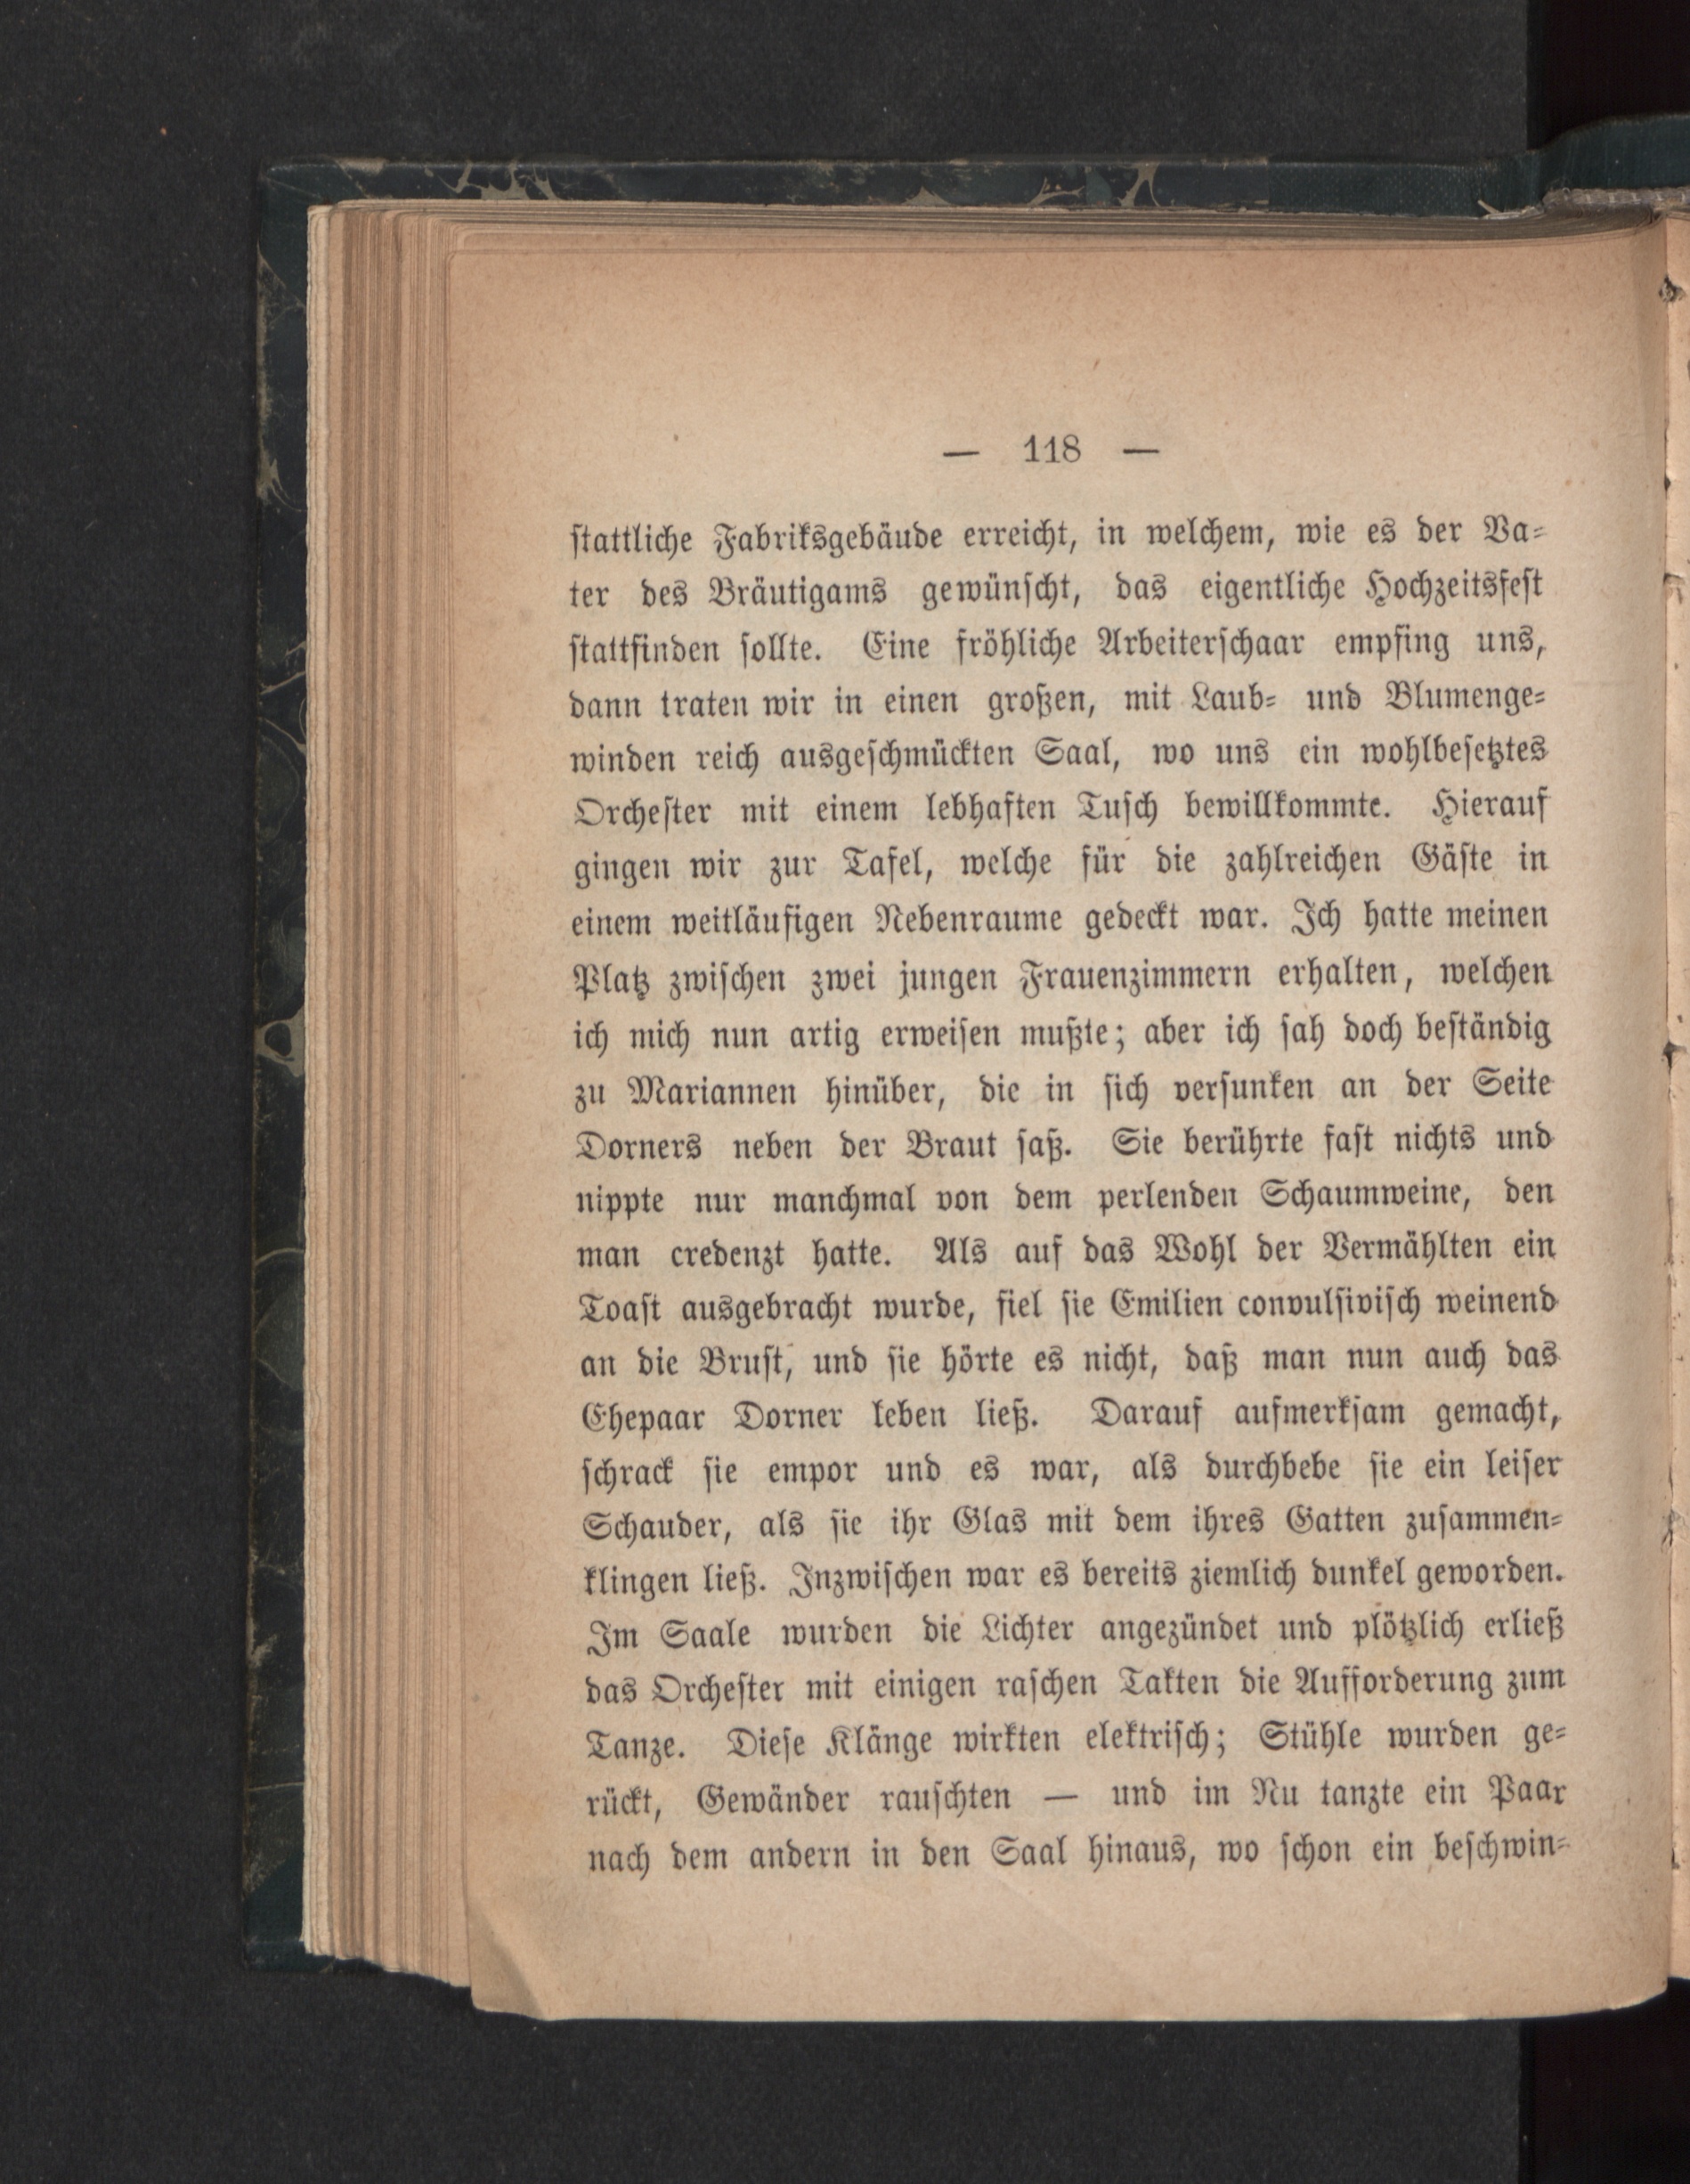 — 118 —
stattliche Fabriksgebäude erreicht, in welchem, wie es der Va-
ter des Bräutigams gewünscht, das eigentliche Hochzeitsfest
stattfinden sollte. Eine fröhliche Arbeiterschaar empfing uns,
dann traten wir in einen großen, mit Laub- und Blumenge-
winden reich ausgeschmückten Saal, wo uns ein wohlbesetztes
Orchester mit einem lebhaften Tusch bewillkommte. Hierauf
gingen wir zur Tafel, welche für die zahlreichen Gäste in
einem weitläufigen Nebenraume gedeckt war. Ich hatte meinen
Platz zwischen zwei jungen Frauenzimmern erhalten, welchen
ich mich nun artig erweisen mußte; aber ich sah doch beständig
zu Mariannen hinüber, die in sich versunken an der Seite
Dorners neben der Braut saß. Sie berührte fast nichts und
nippte nur manchmal von dem perlenden Schaumweine, den
man credenzt hatte. Als auf das Wohl der Vermählten ein
Toast ausgebracht wurde, fiel sie Emilien convulsivisch weinend
an die Brust, und sie hörte es nicht, daß man nun auch das
Ehepaar Dorner leben ließ. Darauf aufmerksam gemacht,
schrack sie empor und es war, als durchbebe sie ein leiser
Schauder, als sie ihr Glas mit dem ihres Gatten zusammen-
klingen ließ. Inzwischen war es bereits ziemlich dunkel geworden.
Im Saale wurden die Lichter angezündet und plötzlich erließ
das Orchester mit einigen raschen Takten die Aufforderung zum
Tanze. Diese Klänge wirkten elektrisch; Stühle wurden ge-
rückt, Gewänder rauschten — und im Nu tanzte ein Paar
nach dem andern in den Saal hinaus, wo schon ein beschwin-